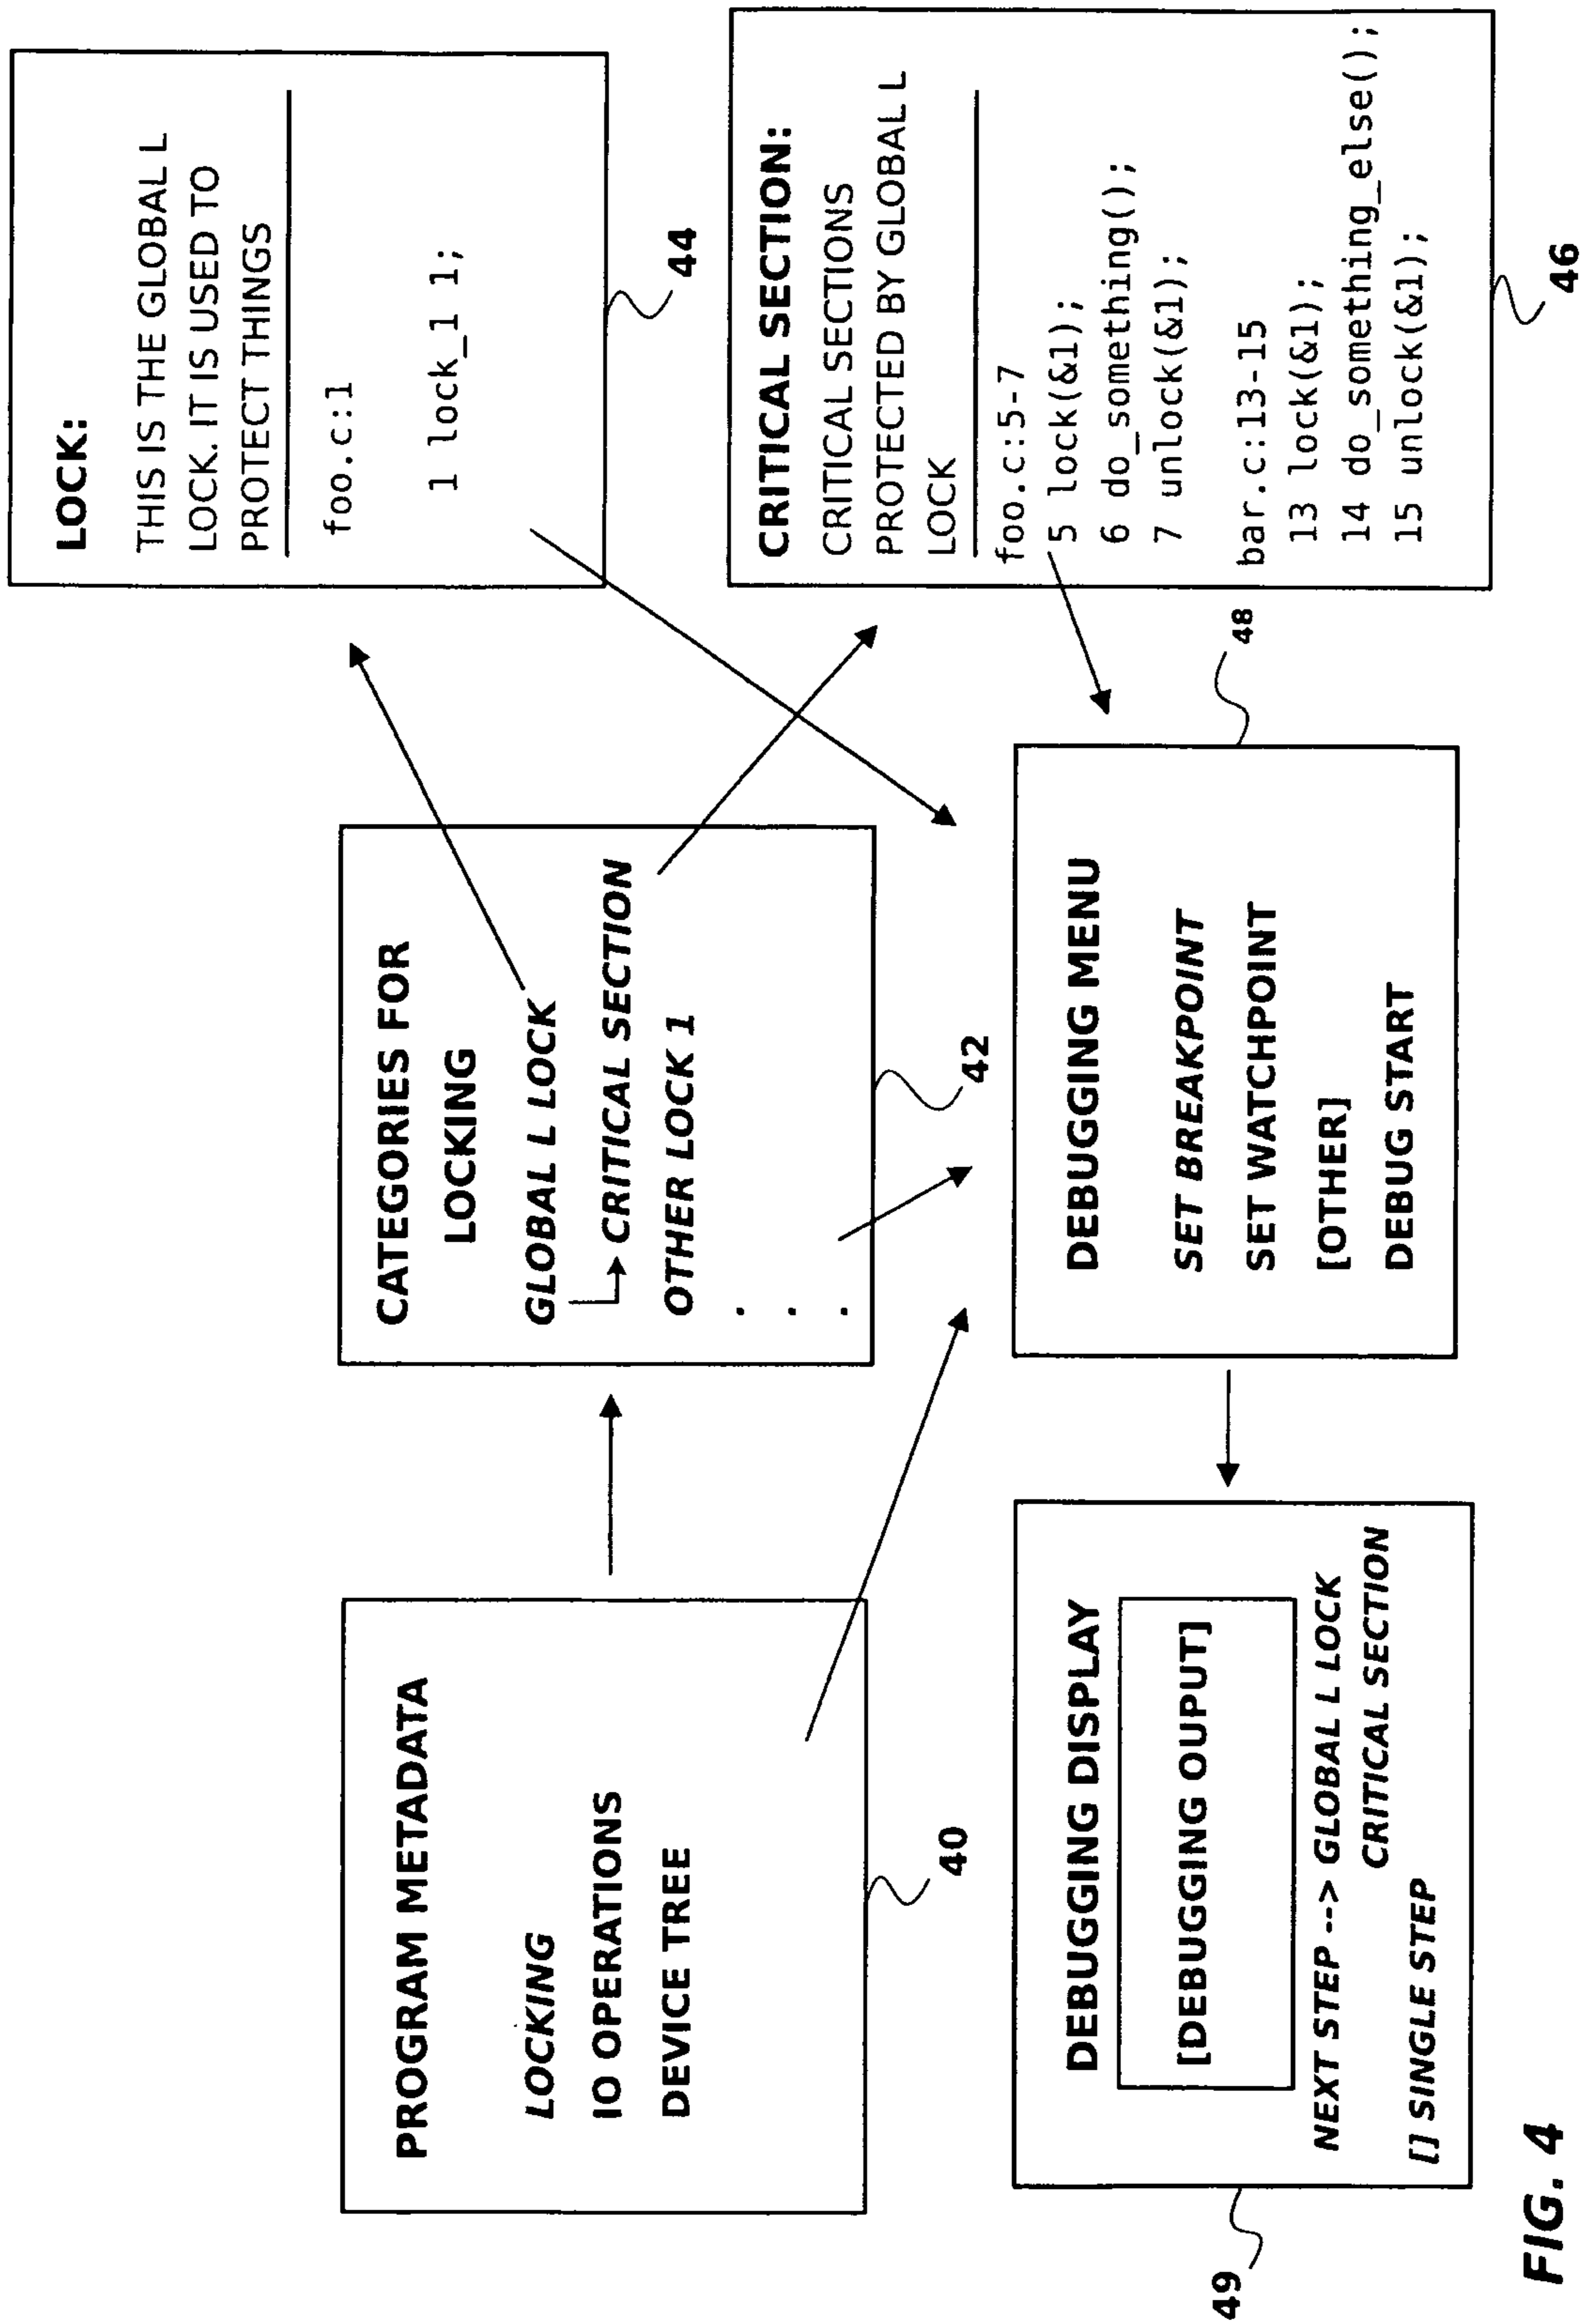 PROGRAM METADATA
LOCKING
IO OPERATIONS
DEVICE TREE
40
CATEGORIES FOR
LOCKING
GLOBAL L LOCK
CRITICAL SECTION
OTHER LOCK 1
.
.
.
42
LOCK:
THIS IS THE GLOBAL L
LOCK. IT IS USED TO
PROTECT THINGS
foo.c:1
1 lock_1 1;
44
CRITICAL SECTION:
CRITICAL SECTIONS
PROTECTED BY GLOBAL L
LOCK
foo.c:5-7
5 lock(&1);
6 do_something();
7 unlock(&1);
bar.c:13-15
13 lock(&1);
14 do_something_else();
15 unlock(&1);
46
DEBUGGING MENU
SET BREAKPOINT
SET WATCHPOINT
[OTHER]
DEBUG START
48
DEBUGGING DISPLAY
[DEBUGGING OUPUT]
NEXT STEP --> GLOBAL L LOCK
CRITICAL SECTION
[] SINGLE STEP
49
FIG. 4